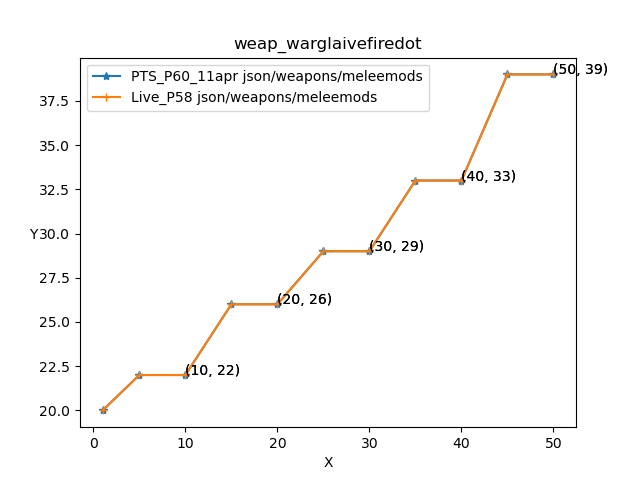 weap_warglaivefiredot
PTS_P60_11apr json/weapons/meleemods
Live_P58 json/weapons/meleemods
(50, 39)
37.5
35.0
(40, 33)
32.5
Y
30.0
(30, 29)
27.5
(20, 26)
25.0
22.5
(10, 22)
20.0
0 10 20 30 40 50
X